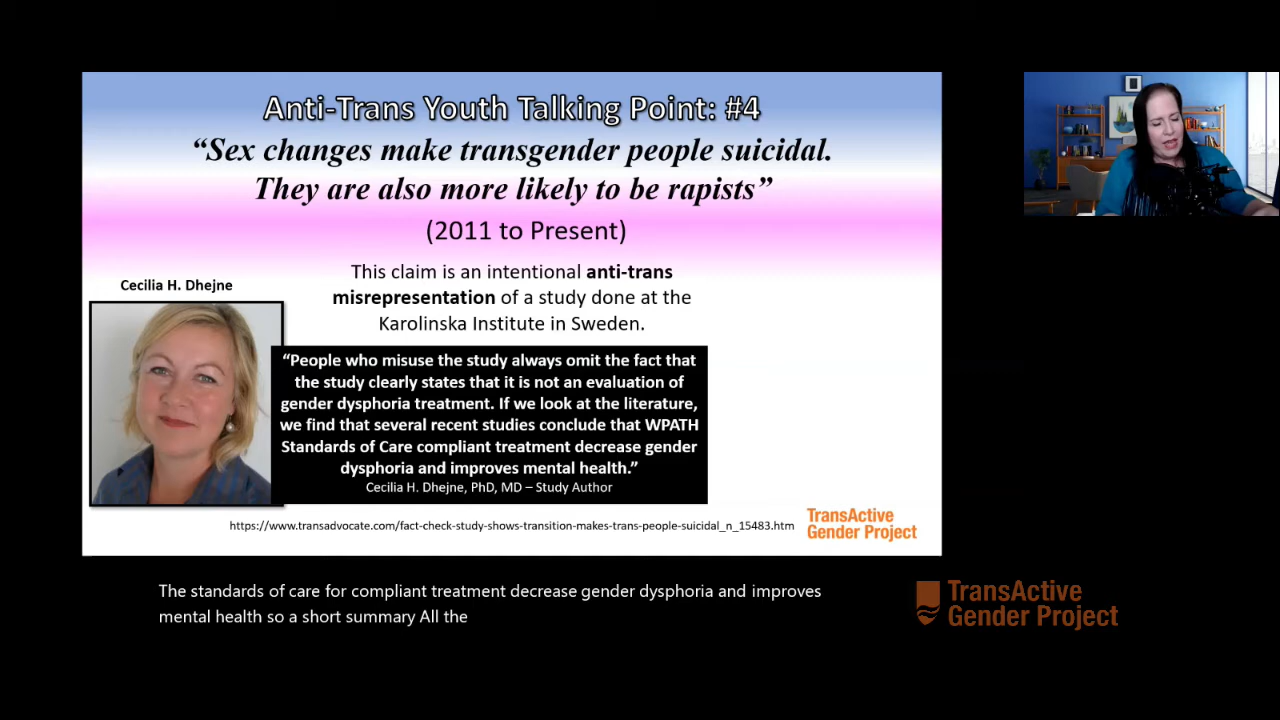 Anti-Trans Youth Talking Point: #4
“Sex changes make transgender people suicidal.
They are also more likely to be rapists”
(2011 to Present)
This claim is an intentional anti-trans
misrepresentation of a study done at the
Karolinska Institute in Sweden.
Cecilia H. Dhejne
“People who misuse the study always omit the fact that
the study clearly states that it is not an evaluation of
gender dysphoria treatment. If we look at the literature,
we find that several recent studies conclude that WPATH
Standards of Care compliant treatment decrease gender
dysphoria and improves mental health.”
Cecilia H. Dhejne, PhD, MD – Study Author
https://www.transadvocate.com/fact-check-study-shows-transition-makes-trans-people-suicidal_n_15483.htm
TransActive
Gender Project
The standards of care for compliant treatment decrease gender dysphoria and improves
mental health so a short summary All the
TransActive
Gender Project